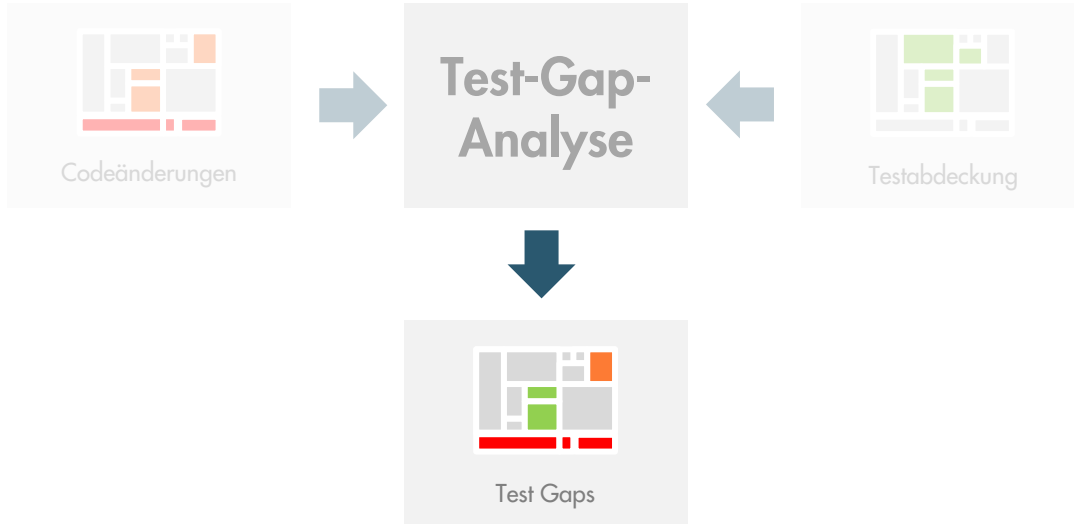 Test-Gap-
Analyse
Codeänderungen
Testabdeckung
Test Gaps